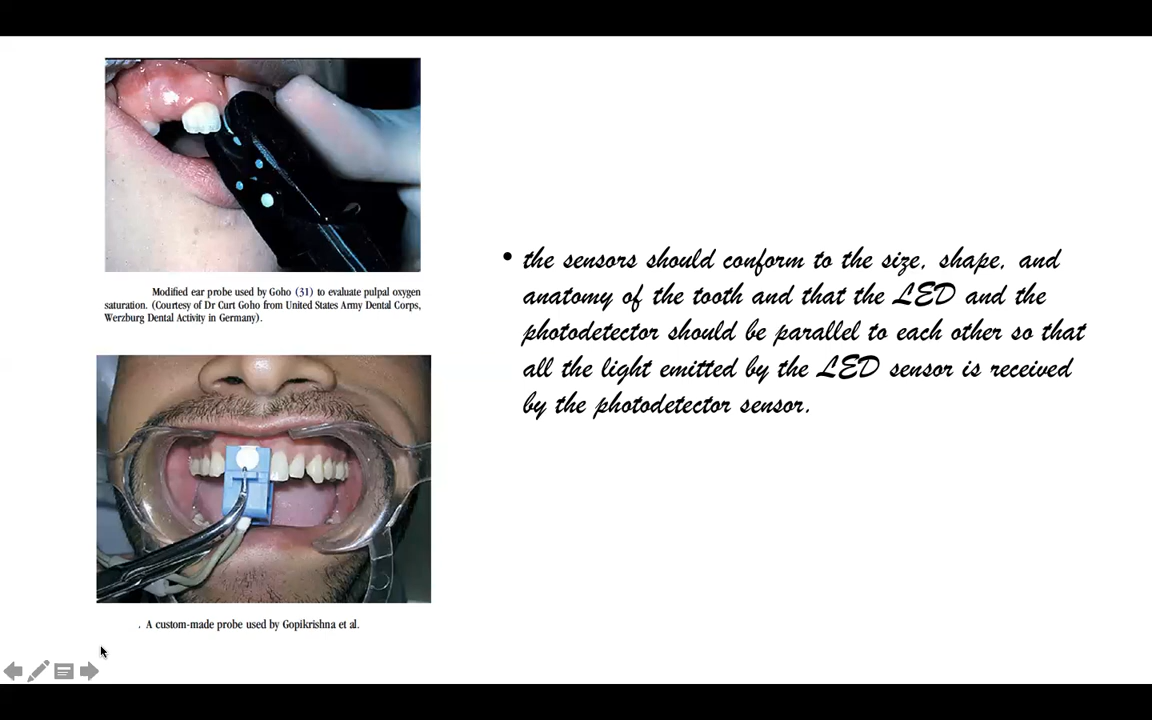 Modified ear probe used by Goho (31) to evaluate pulpal oxygen
saturation. (Courtesy of Dr Curt Goho from United States Army Dental Corps,
Werzburg Dental Activity in Germany).
. A custom-made probe used by Gopikrishna et al.
• the sensors should conform to the size, shape, and
anatomy of the tooth and that the LED and the
photodetector should be parallel to each other so that
all the light emitted by the LED sensor is received
by the photodetector sensor.